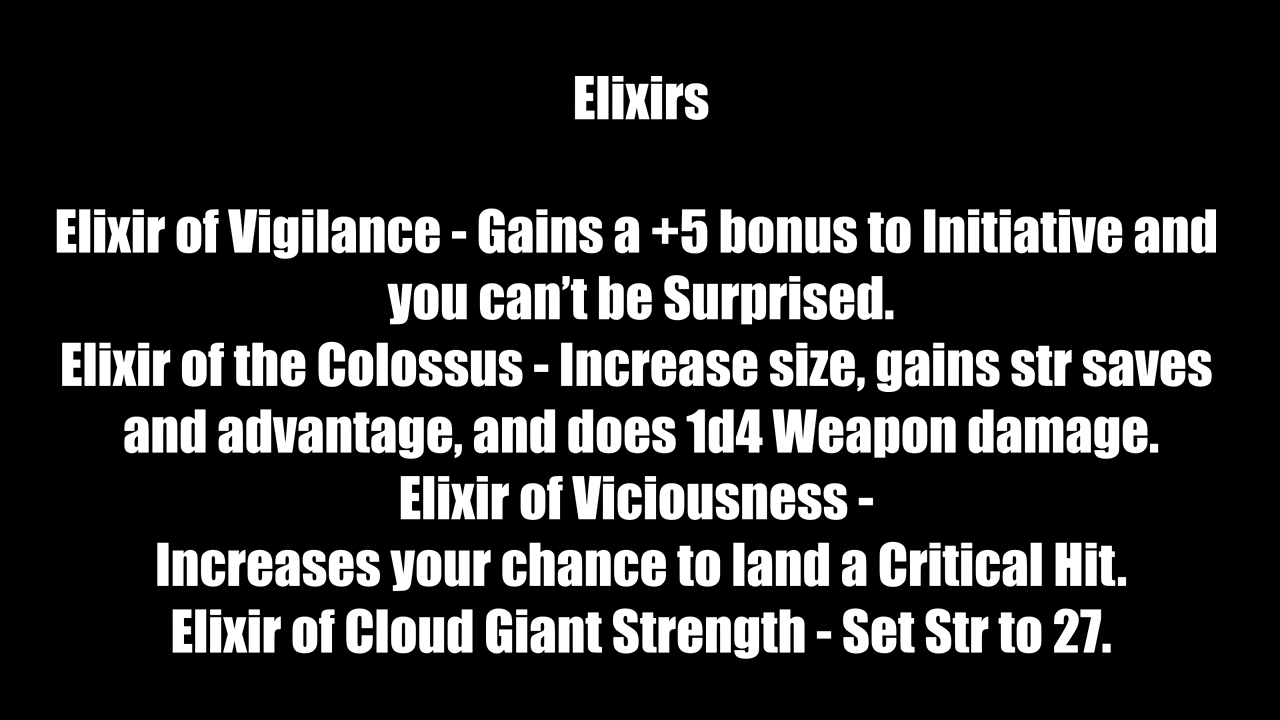 Elixirs
Elixir of Vigilance - Gains a +5 bonus to Initiative and
you can’t be Surprised.
Elixir of the Colossus - Increase size, gains str saves
and advantage, and does 1d4 Weapon damage.
Elixir of Viciousness -
Increases your chance to land a Critical Hit.
Elixir of Cloud Giant Strength - Set Str to 27.